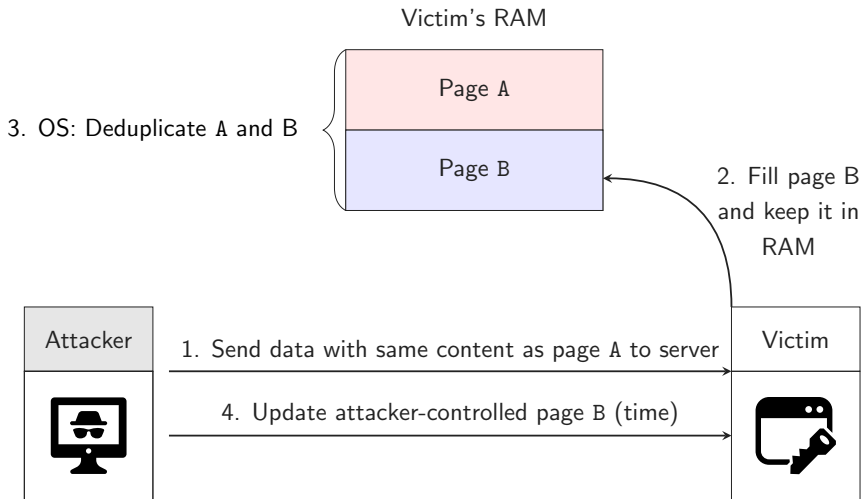 Victim's RAM
Page A
3. OS: Deduplicate A and B
Page B
2. Fill page B
and keep it in
RAM
Attacker
1. Send data with same content as page A to server
Victim
4. Update attacker-controlled page B (time)